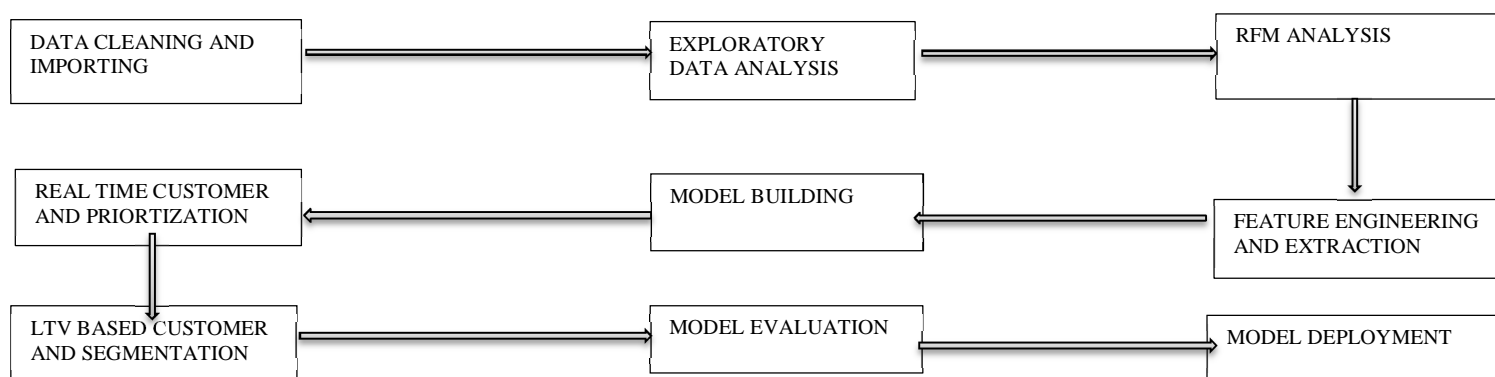 DATA CLEANING AND
IMPORTING
EXPLORATORY
DATA ANALYSIS
RFM ANALYSIS
FEATURE ENGINEERING
AND EXTRACTION
MODEL BUILDING
REAL TIME CUSTOMER
AND PRIORTIZATION
LTV BASED CUSTOMER
AND SEGMENTATION
MODEL EVALUATION
MODEL DEPLOYMENT